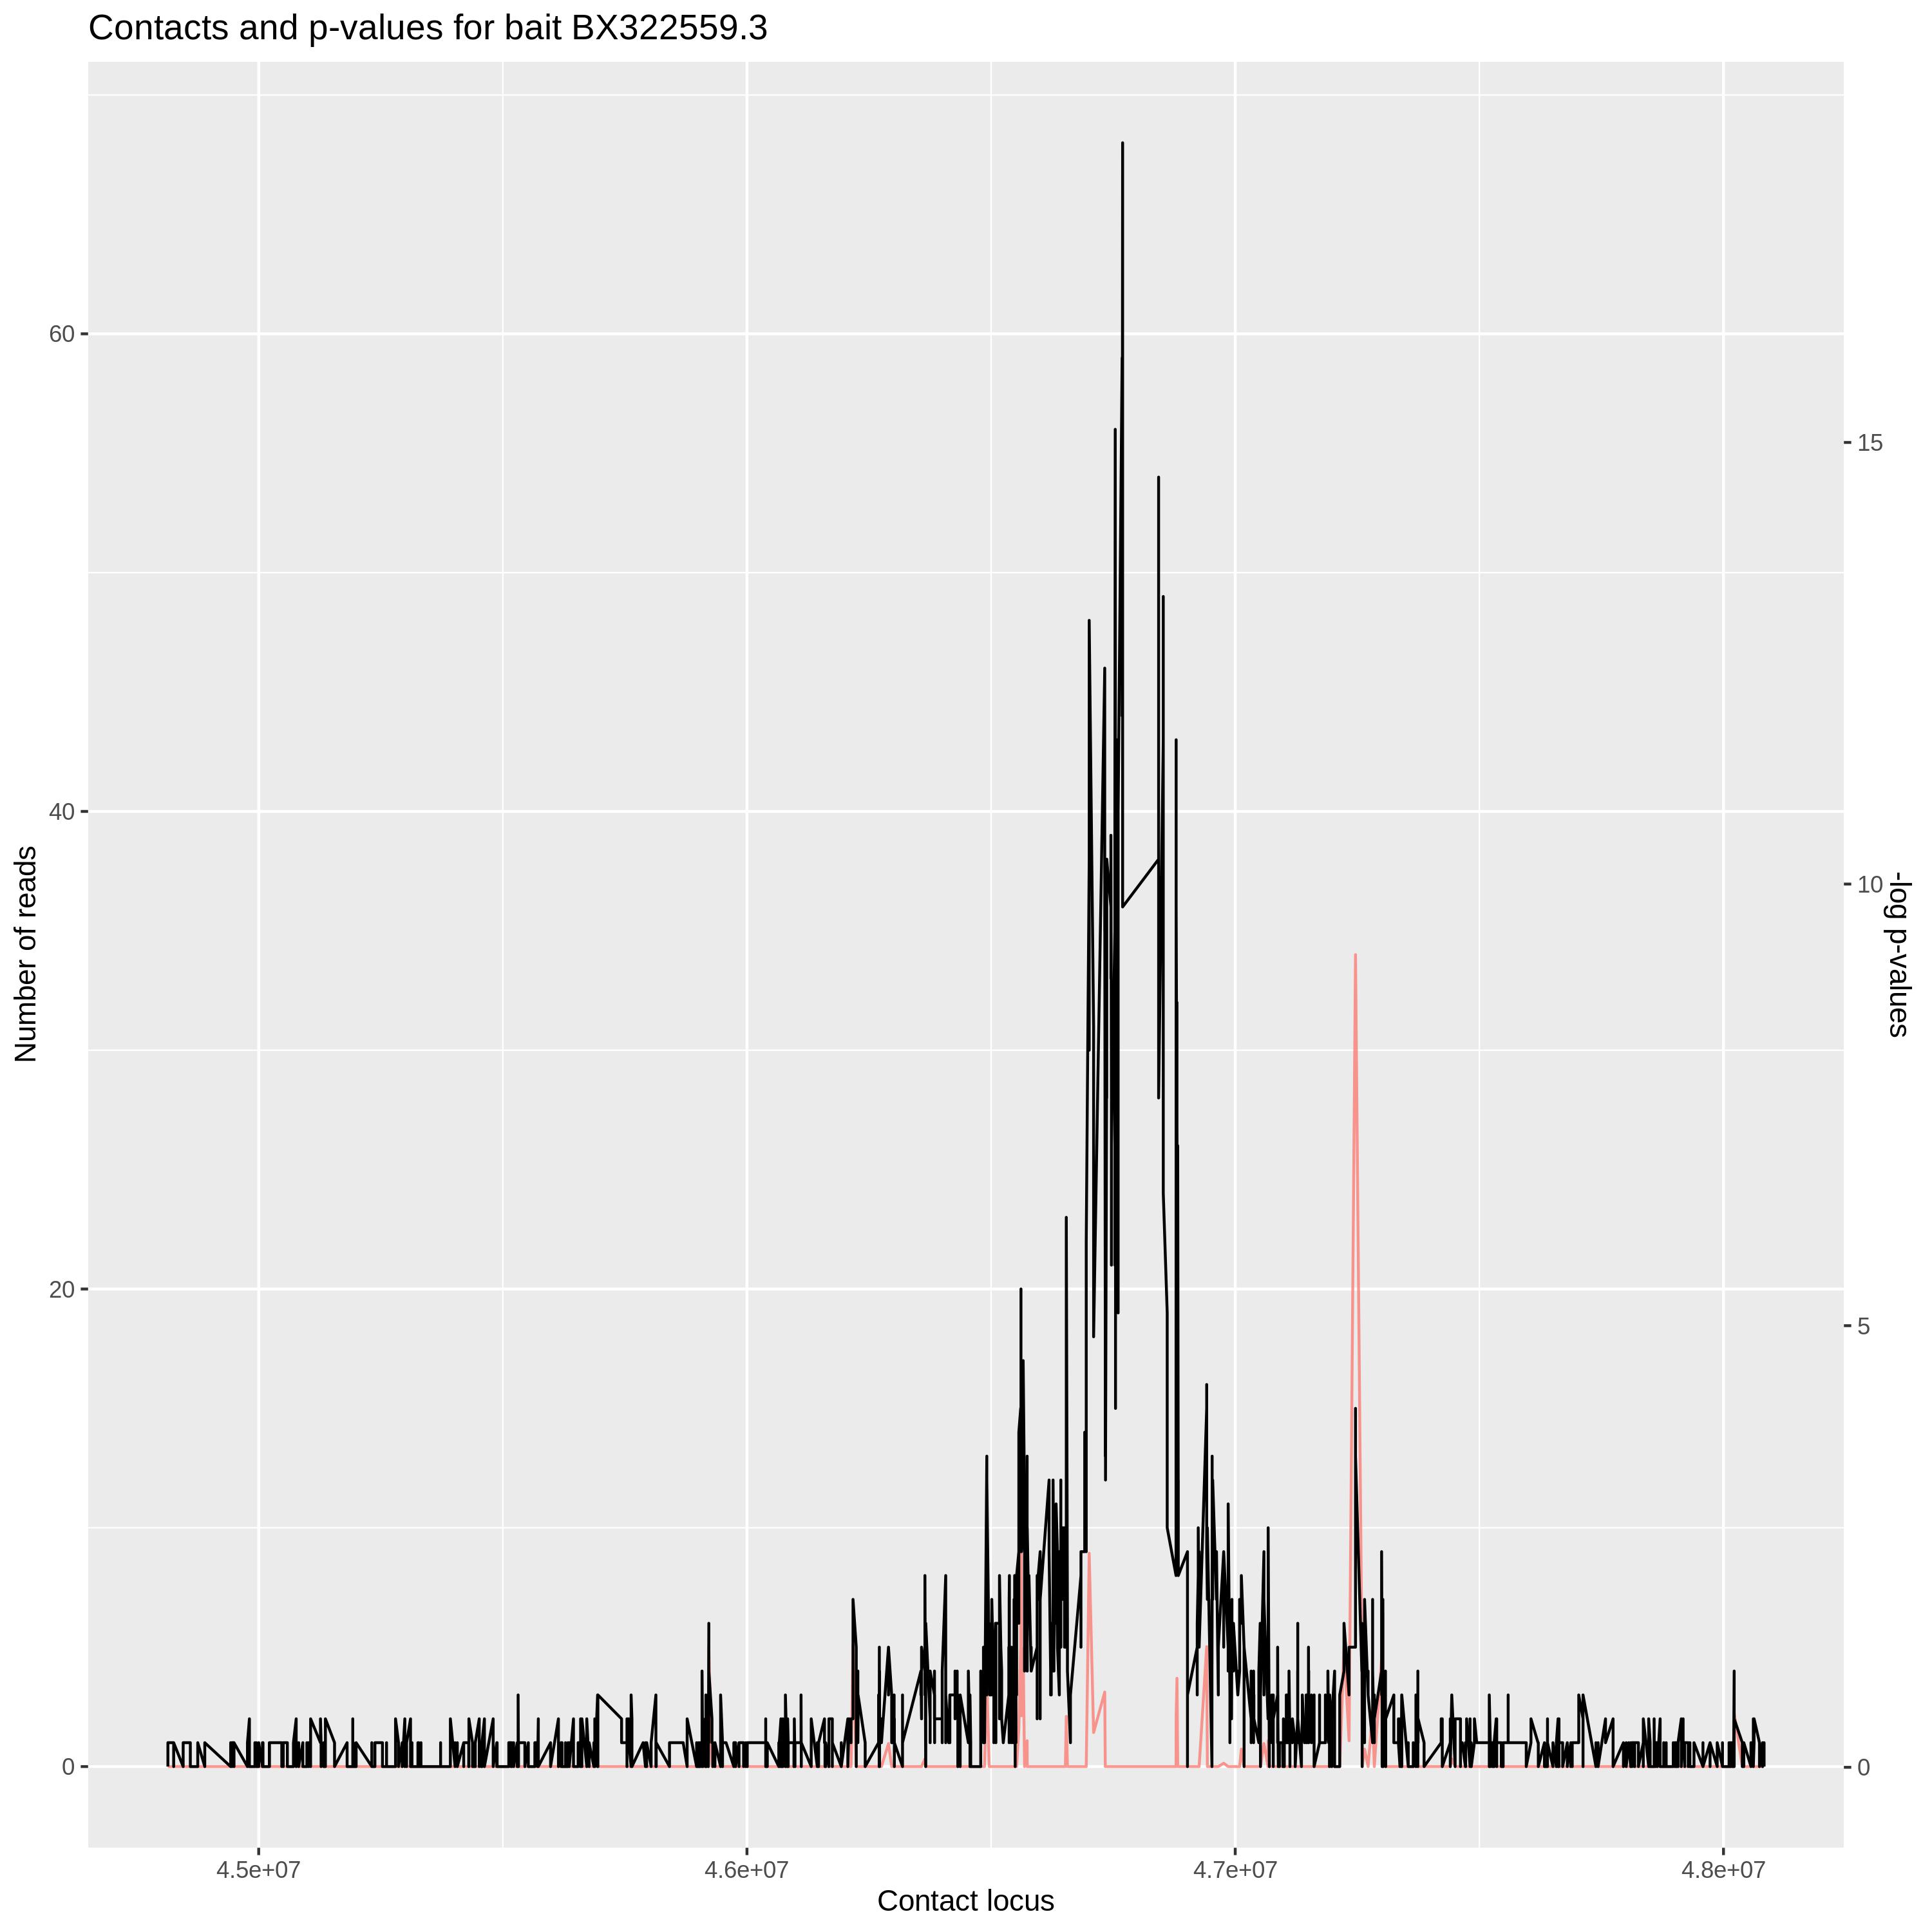 Contacts and p-values for bait BX322559.3
60
40
20
0
15
10
5
0
Number of reads
-log p-values
4.5e+07
4.6e+07
4.7e+07
4.8e+07
Contact locus